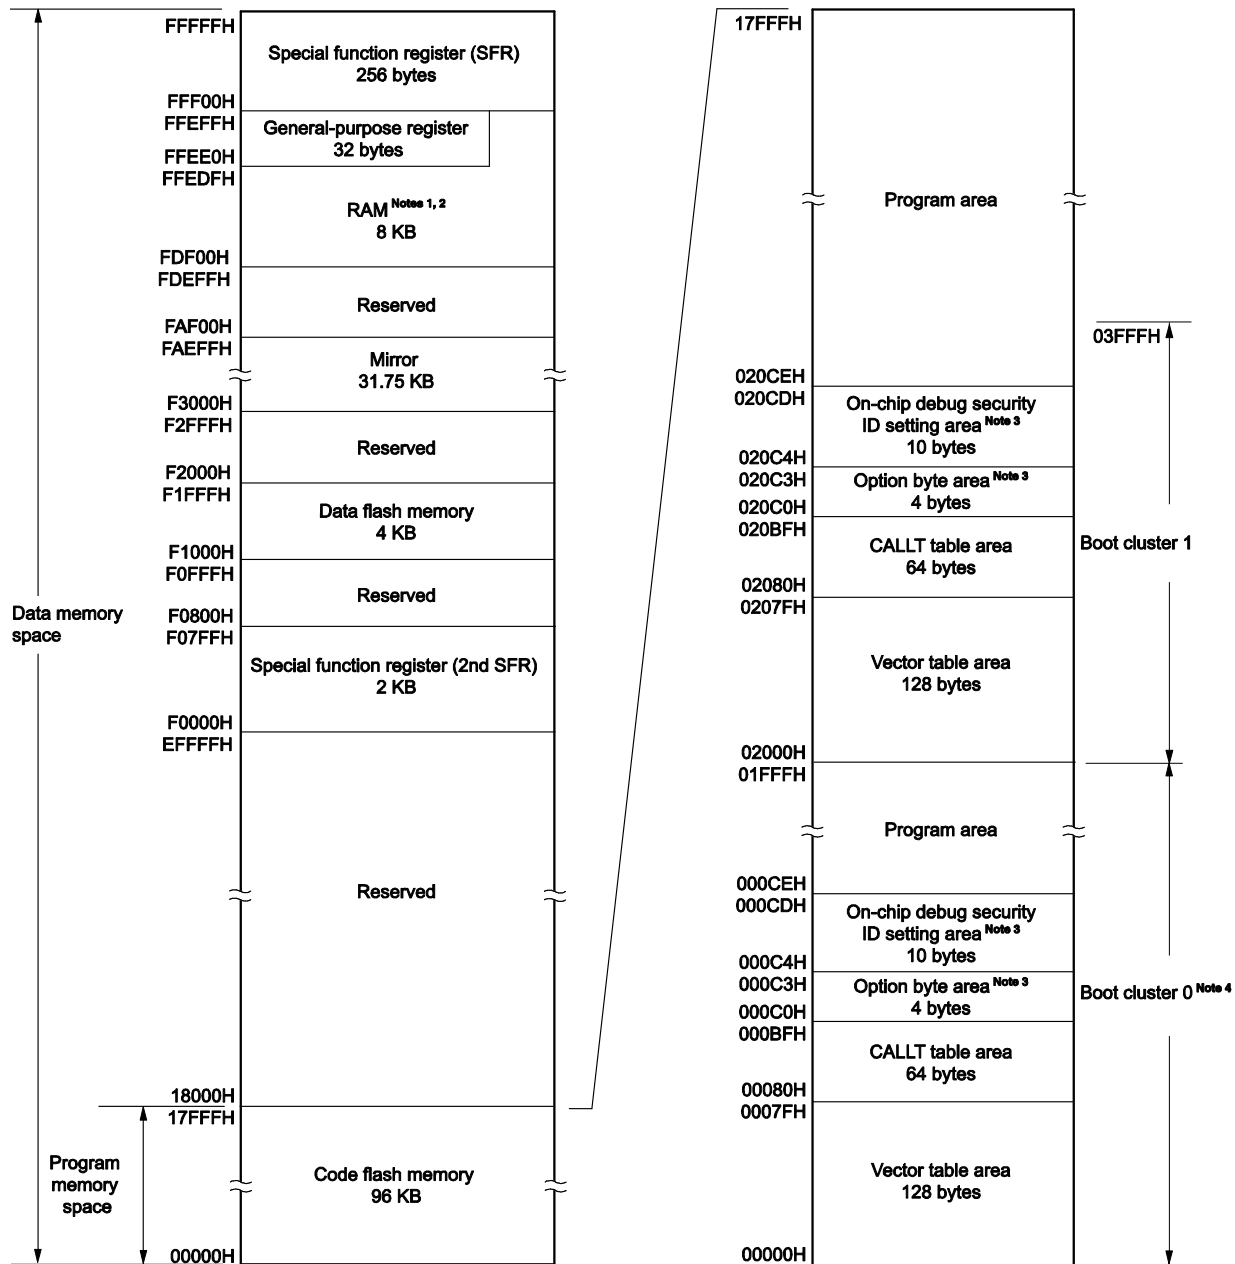 FFFFFH
Special function register (SFR)
256 bytes
FFF00H
FFEFFH
General-purpose register
32 bytes
FFEE0H
FFEDFH
RAM Notes 1, 2
8 KB
FDF00H
FDEFFH
Reserved
FAF00H
FAEFFH
Mirror
31.75 KB
F3000H
F2FFFH
Reserved
F2000H
F1FFFH
Data flash memory
4 KB
F1000H
F0FFFH
Reserved
F0800H
F07FFH
Data memory
space
Special function register (2nd SFR)
2 KB
F0000H
EFFFFH
Reserved
18000H
17FFFH
Program
memory
space
Code flash memory
96 KB
00000H
17FFFH
Program area
03FFFH
020CEH
020CDH
On-chip debug security
ID setting area Note 3
10 bytes
020C4H
020C3H
Option byte area Note 3
4 bytes
020C0H
020BFH
CALLT table area
64 bytes
Boot cluster 1
02080H
0207FH
Vector table area
128 bytes
02000H
01FFFH
Program area
000CEH
000CDH
On-chip debug security
ID setting area Note 3
10 bytes
000C4H
000C3H
Option byte area Note 3
4 bytes
Boot cluster 0 Note 4
000C0H
000BFH
CALLT table area
64 bytes
00080H
0007FH
Vector table area
128 bytes
00000H